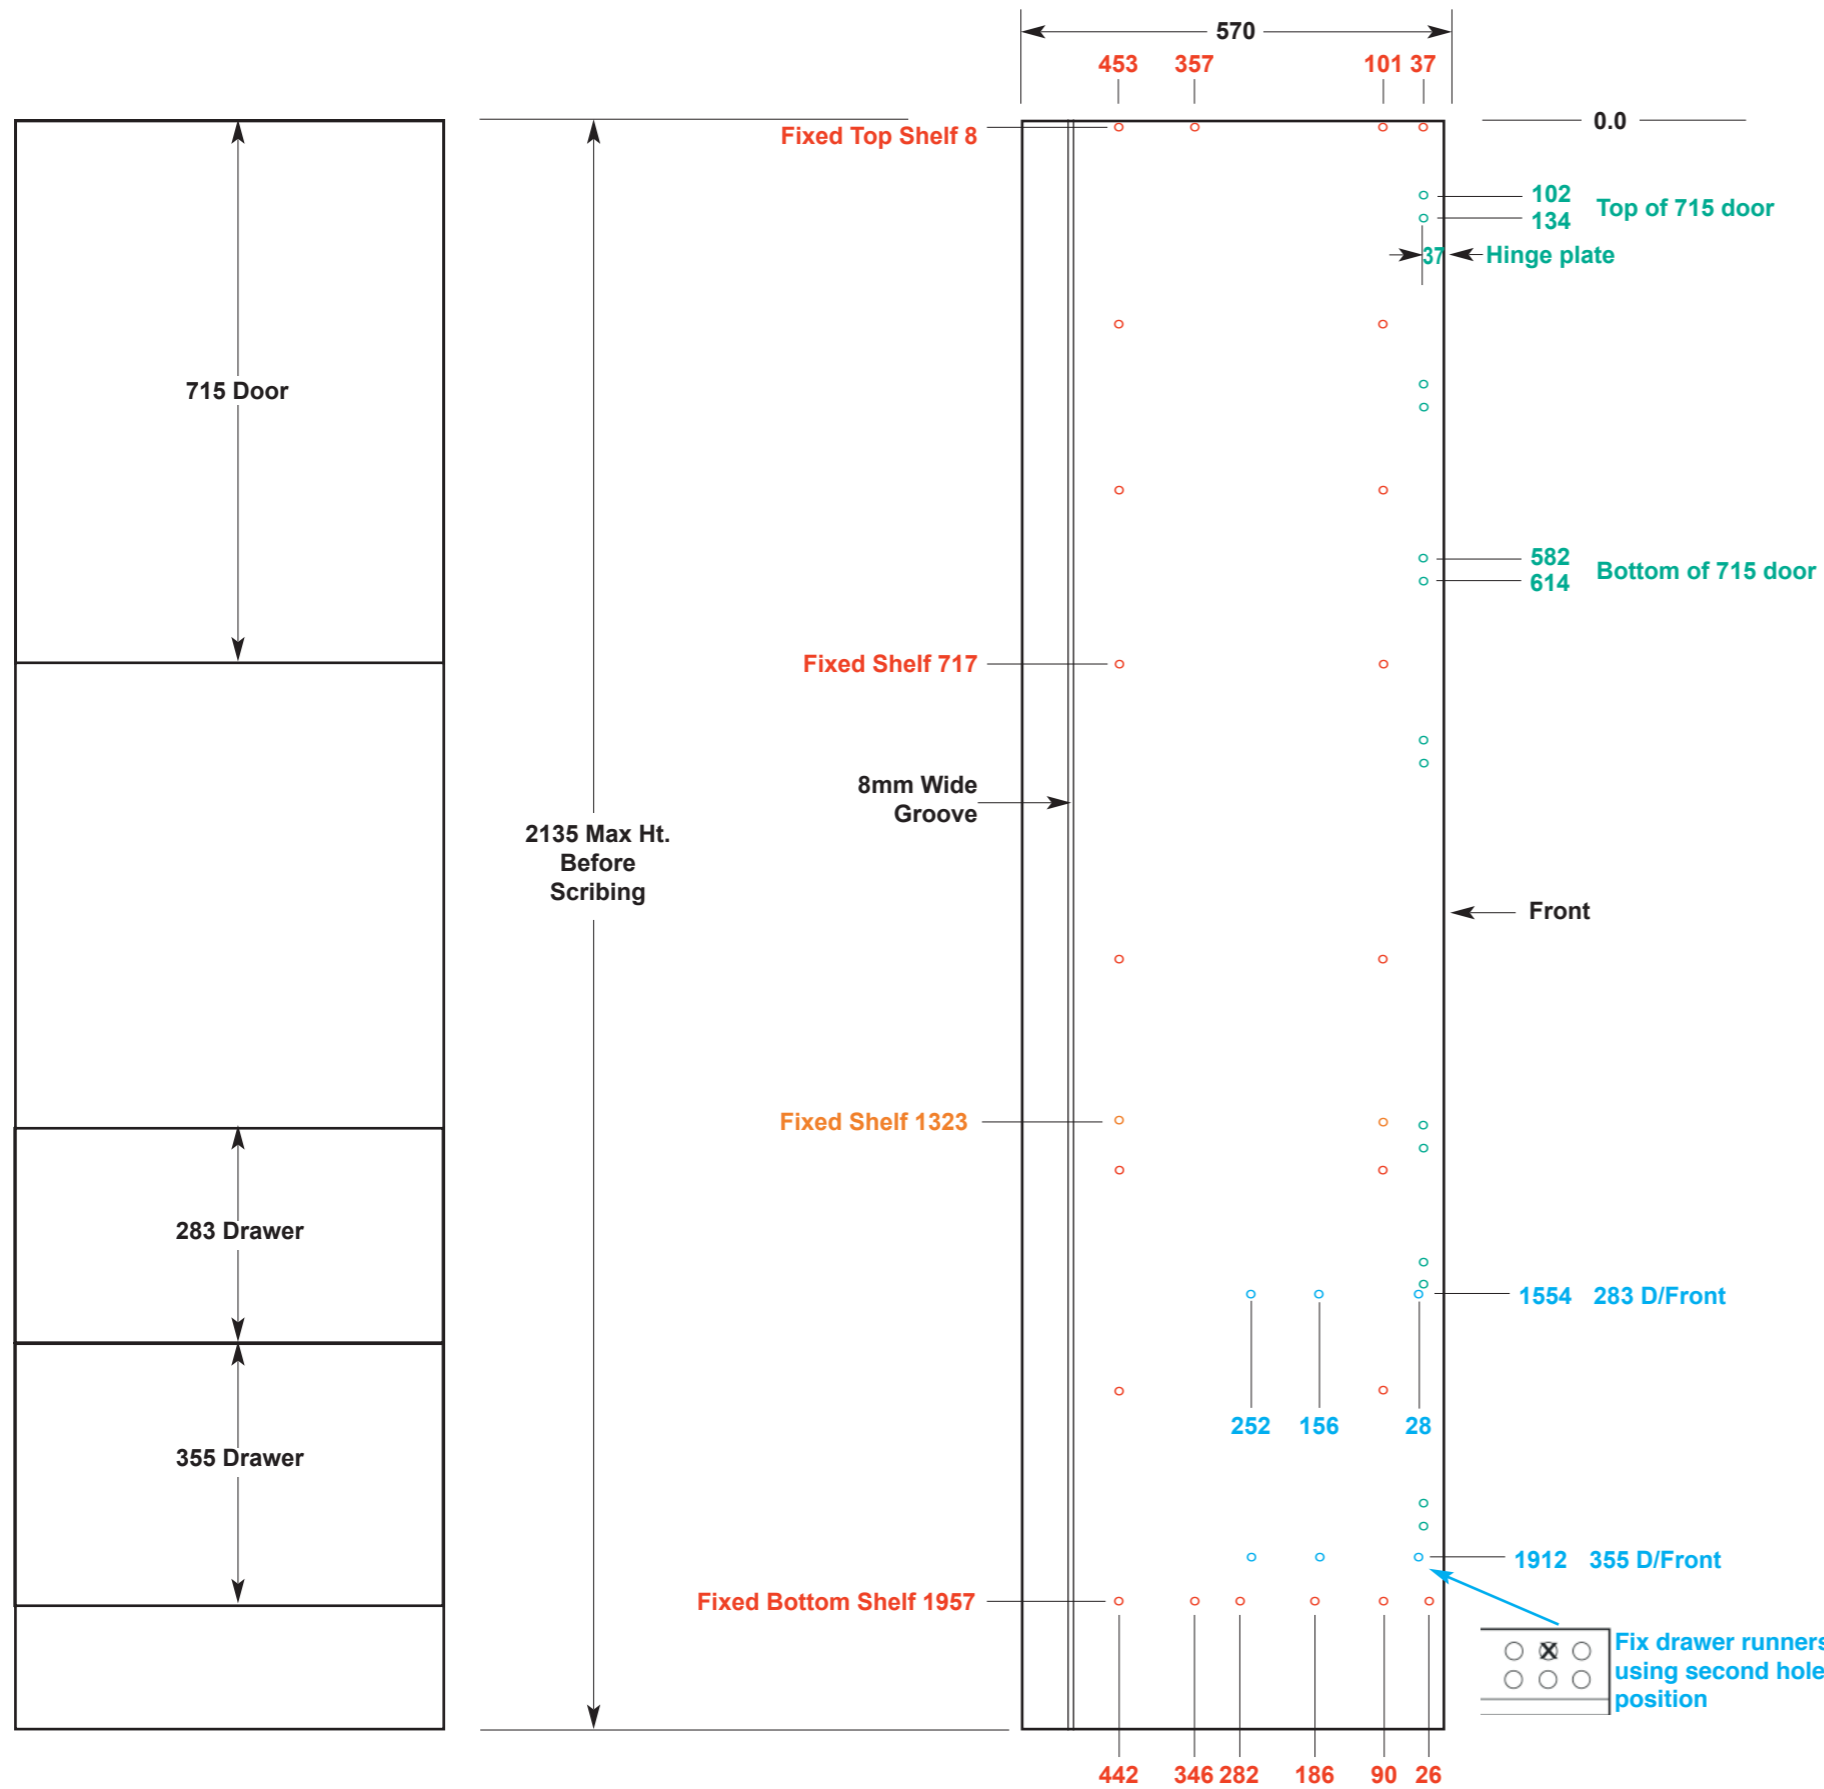 570
453 357 101 37
Fixed Top Shelf 8
0.0
102
134
Top of 715 door
37
Hinge plate
715 Door
582
614
Bottom of 715 door
Fixed Shelf 717
8mm Wide
Groove
2135 Max Ht.
Before
Scribing
Front
Fixed Shelf 1323
283 Drawer
1554 283 D/Front
252 156 28
355 Drawer
1912 355 D/Front
Fixed Bottom Shelf 1957
Fix drawer runners
using second hole
position
442 346 282 186 90 26